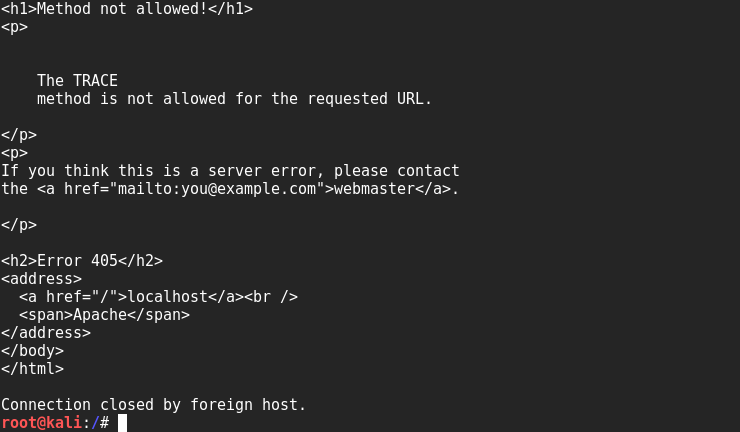 <h1>Method not allowed!</h1>
<p>
The TRACE
method is not allowed for the requested URL.
</p>
<p>
If you think this is a server error, please contact
the <a href="mailto:you@example.com">webmaster</a>.
</p>
<h2>Error 405</h2>
<address>
<a href="/">localhost</a><br />
<span>Apache</span>
</address>
</body>
</html>
Connection closed by foreign host.
root@kali:/#